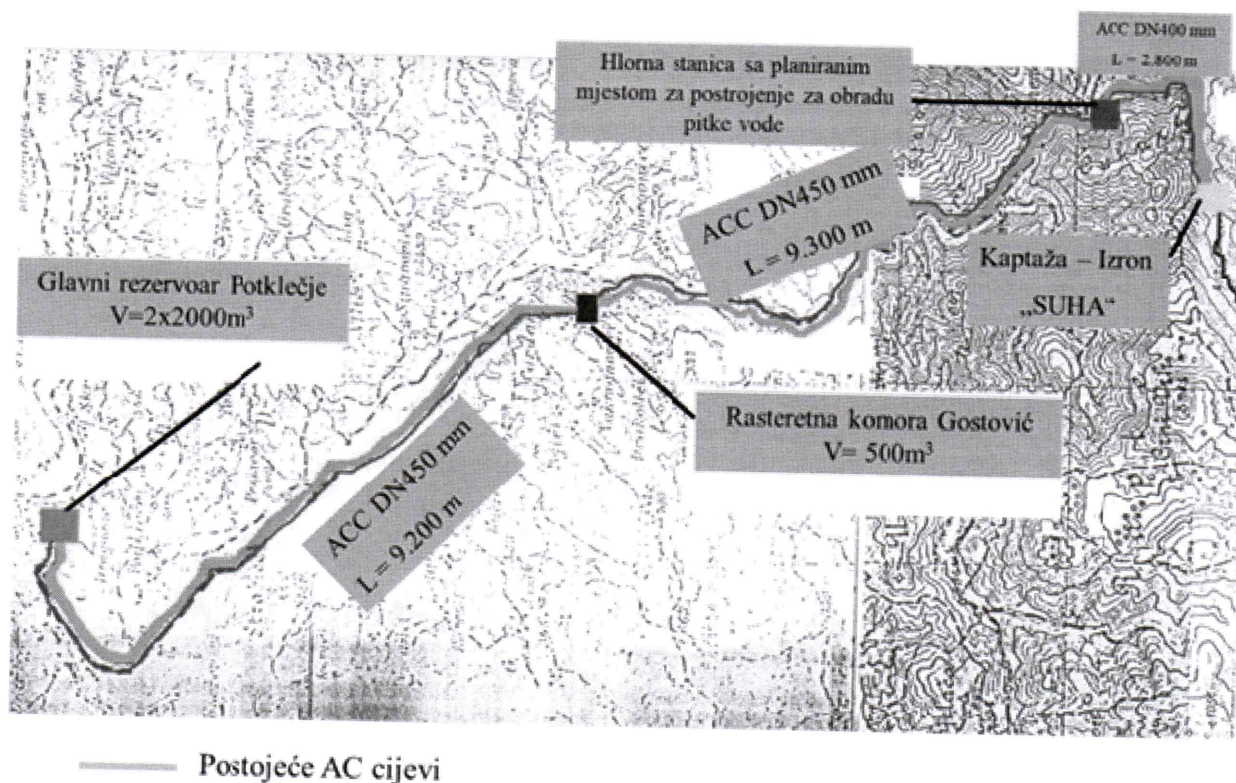 ACC DN400 mm
L = 2.800 m
Hlorna stanica sa planiranim
mjestom za postrojenje za obradu
pitke vode
ACC DN450 mm
L = 9.300 m
Kaptaža – Izron
„SUHA“
Glavni rezervoar Potklečje
V=2x2000m³
Rasteretna komora Gostović
V= 500m³
ACC DN450 mm
L = 9.200 m
Postojeće AC cijevi